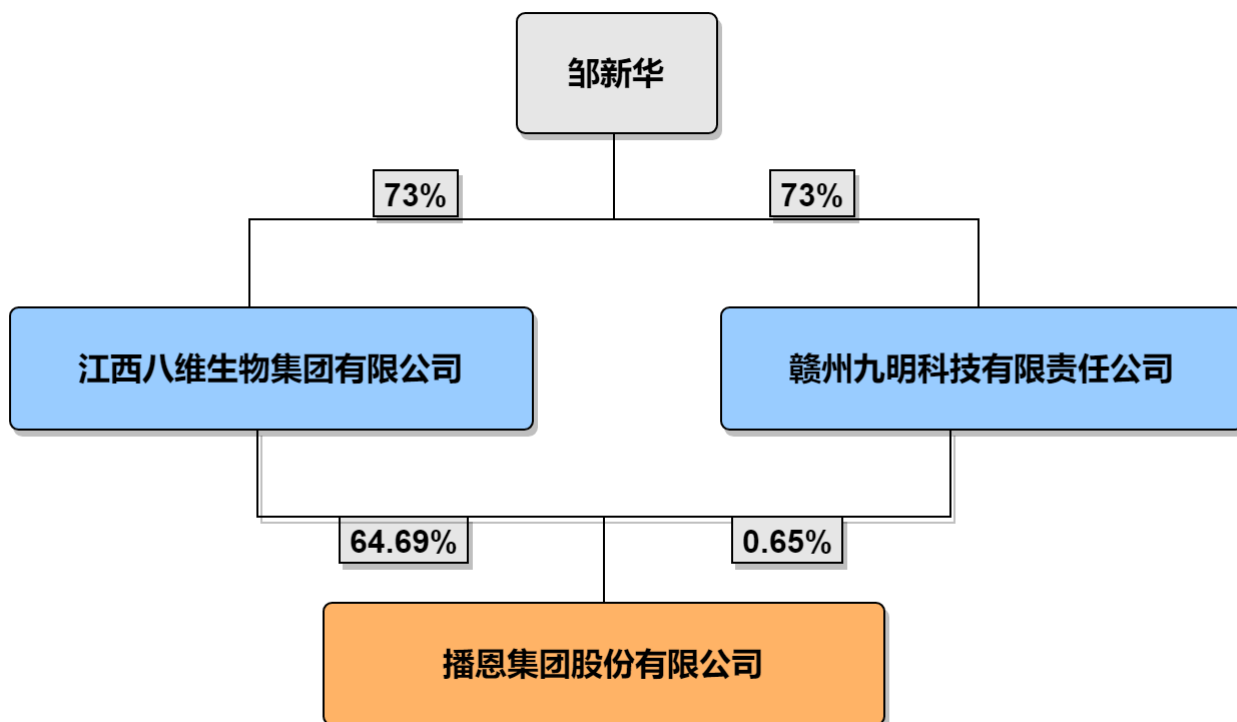 邹新华
73%
73%
江西八维生物集团有限公司
赣州九明科技有限责任公司
64.69%
0.65%
播恩集团股份有限公司